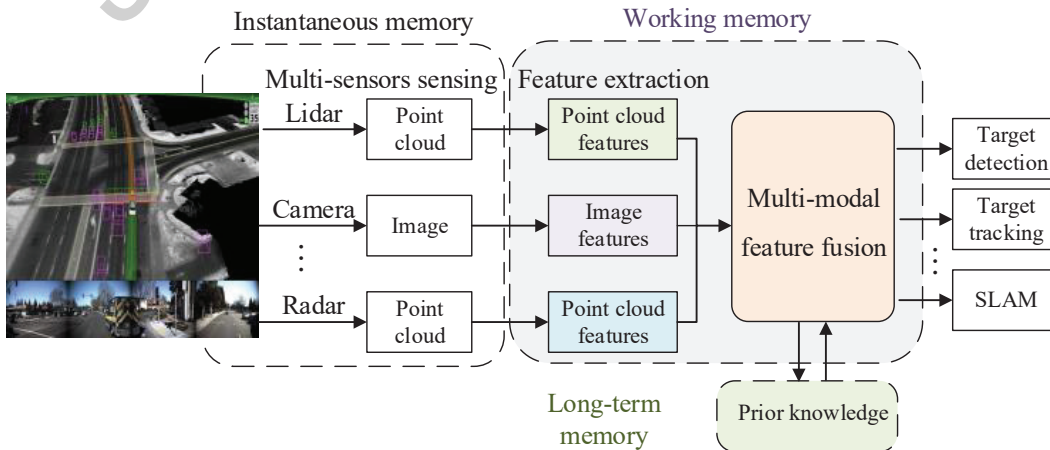 Instantaneous memory
Working memory
Multi-sensors sensing
Feature extraction
Lidar
Point
cloud
Point cloud
features
Camera
Image
Image
features
⋮
Radar
Point
cloud
Point cloud
features
Multi-modal
feature fusion
Target
detection
Target
tracking
⋮
SLAM
Long-term
memory
Prior knowledge
35